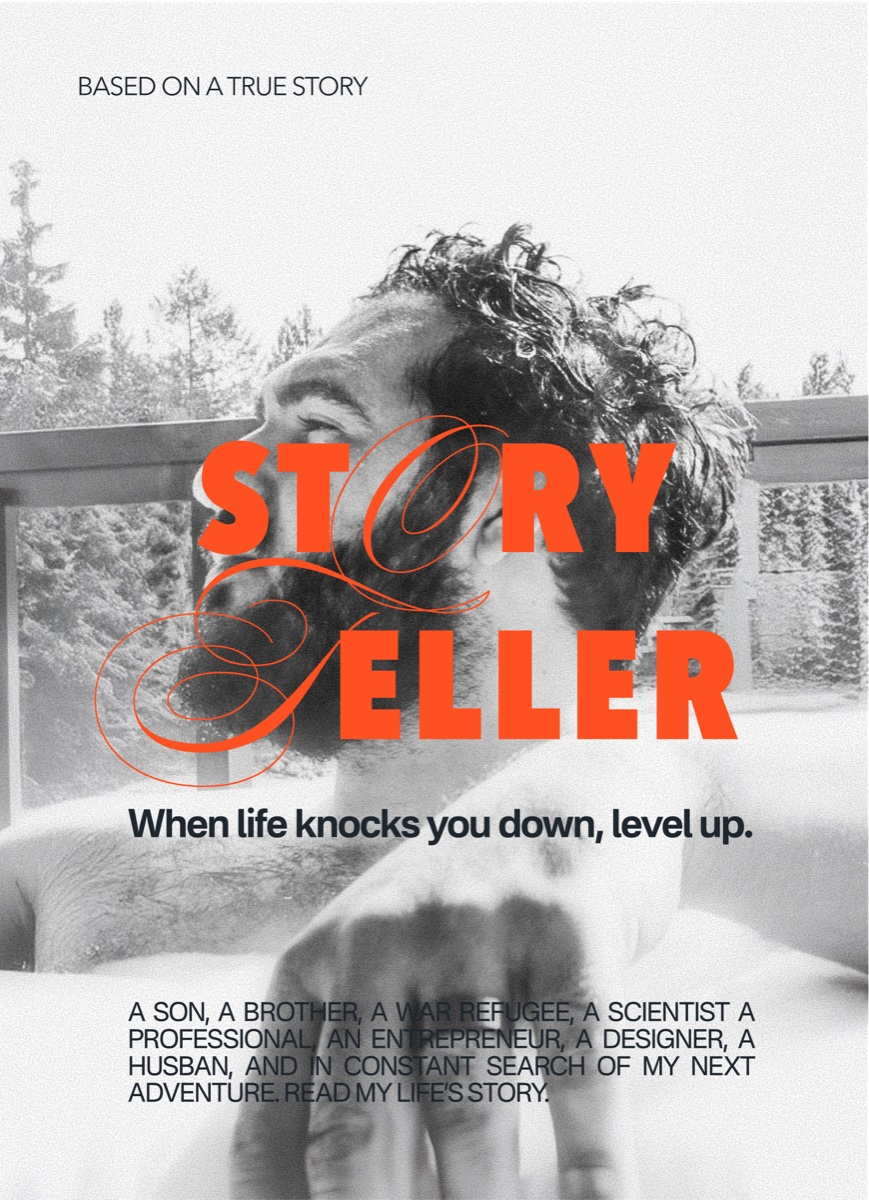 BASED ON A TRUE STORY
STORY
TELLER
When life knocks you down, level up.
A SON, A BROTHER, A WAR REFUGEE, A SCIENTIST A
PROFESSIONAL, AN ENTREPRENEUR, A DESIGNER, A
HUSBAN, AND IN CONSTANT SEARCH OF MY NEXT
ADVENTURE. READ MY LIFE'S STORY.